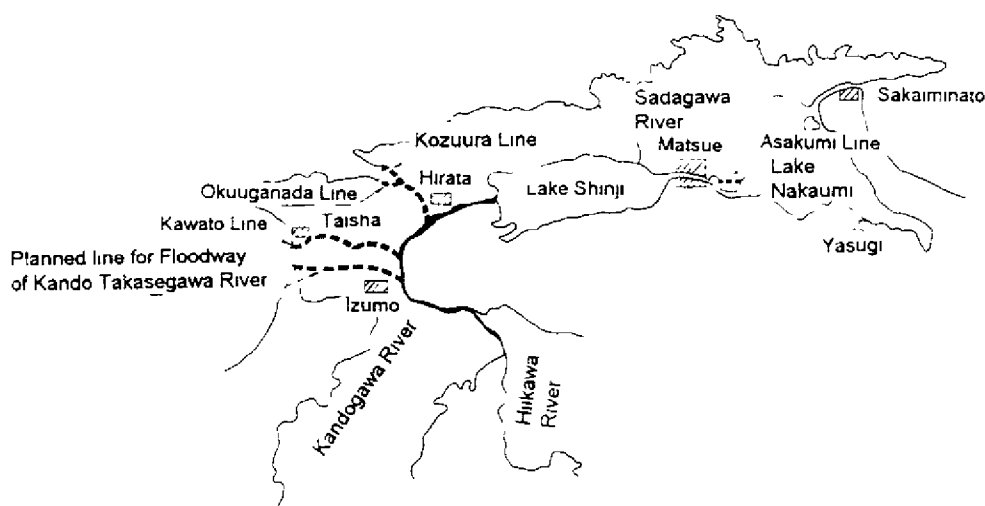 Sadagawa
River
Sakaiminato
Kozuura Line
Matsue
Asakumi Line
Lake
Nakaumi
Hirata
Okuuganada Line
Lake Shinji
Kawato Line
Taisha
Yasugi
Planned line for Floodway
of Kando Takasegawa River
Izumo
Kandogawa River
Hiikawa
River